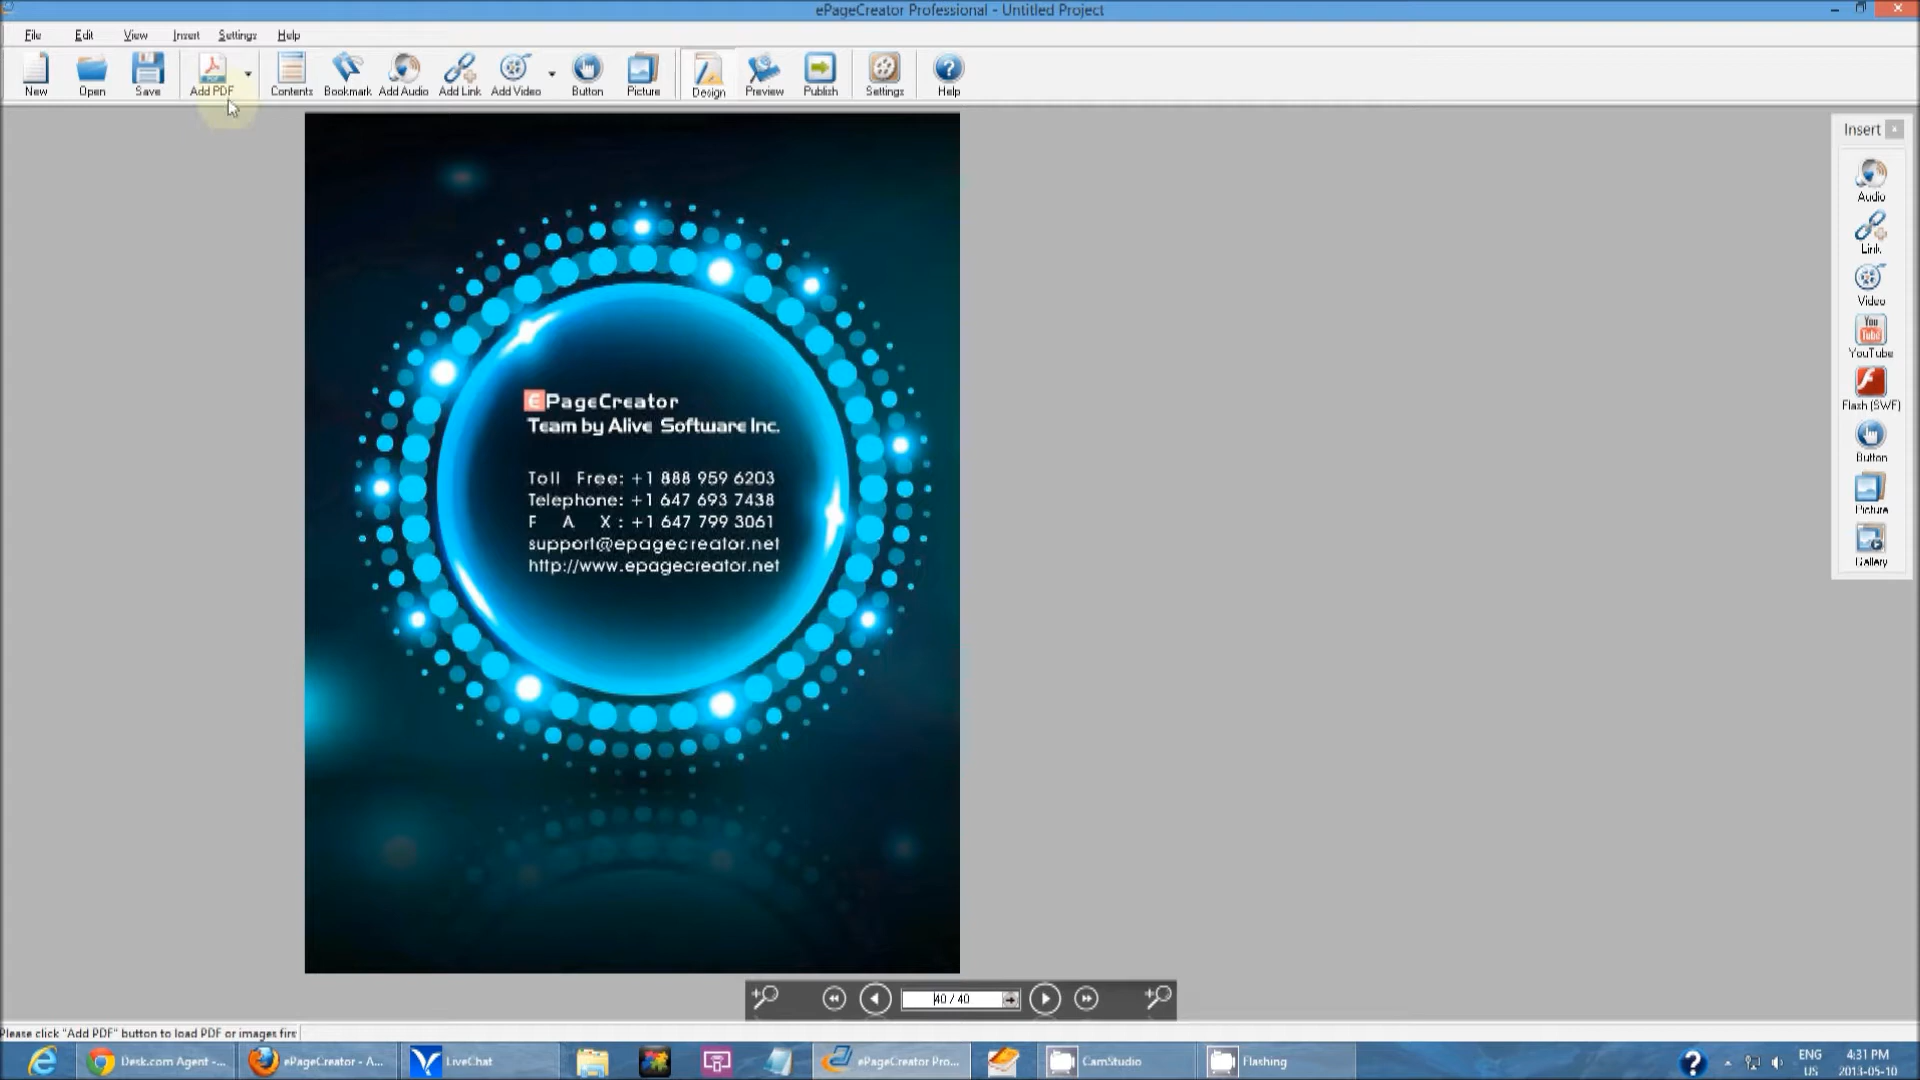 ePageCreator Professional - Untitled Project
File Edit View Insert Settings Help
New Open Save Add PDF Contents Bookmark Add Audio Add Link Add Video Button Picture Design Preview Publish Settings Help
EPageCreator
Team by Alive Software Inc.
Toll Free: +1 888 959 6203
Telephone: +1 647 693 7438
F A X : +1 647 799 3061
support@epagecreator.net
http://www.epagecreator.net
Insert
Audio
Link
Video
You
Tube
YouTube
Flash (SWF)
Button
Picture
Gallery
40 / 40
Please click "Add PDF" button to load PDF or images firs
Desk.com Agent -... ePageCreator - A... LiveChat ePageCreator Pro... CamStudio Flashing
ENG 4:31 PM
US 2013-05-10